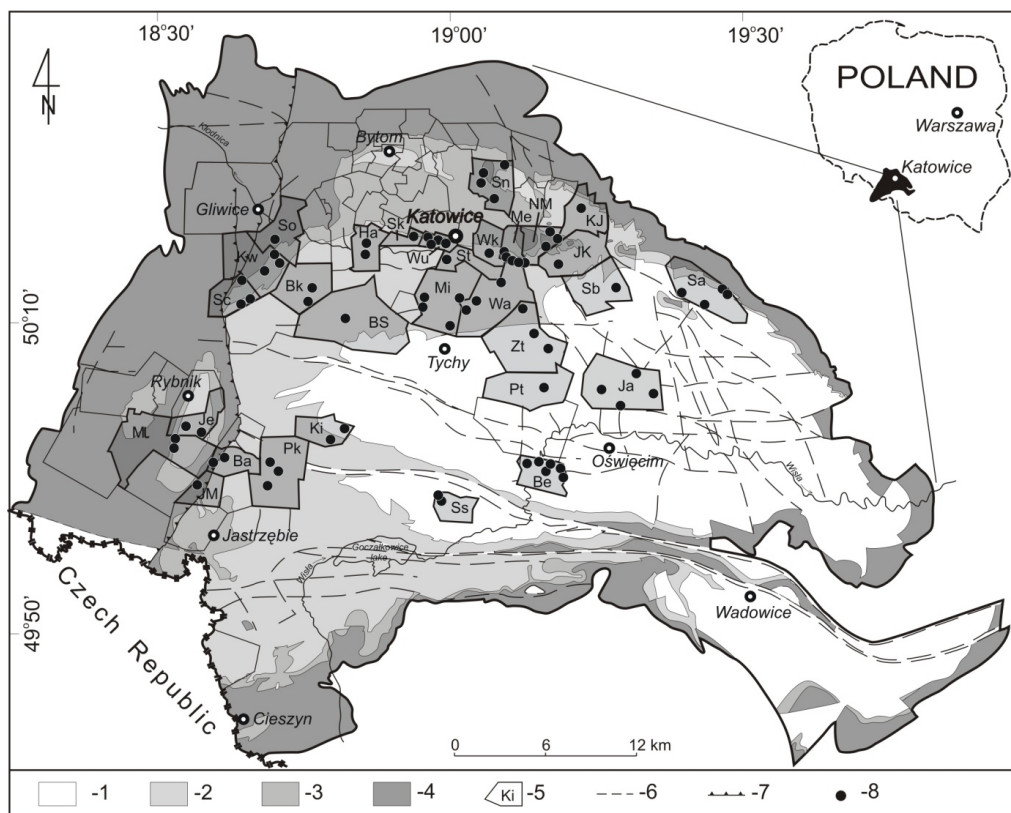 18°30'
19°00'
19°30'
N
POLAND
Warszawa
Katowice
Kłodnica
Bytom
Gliwice
Katowice
Sn
NM
Me
KJ
So
Ha
Sk
Wu
St
Wk
JK
Kw
Sc
Bk
BS
Mi
Wa
Sb
Sa
50°10'
Tychy
Zt
Pt
Ja
Rybnik
Je
Ki
Pk
Ba
JM
Ss
Be
Oświęcim
Wisła
Jastrzębie
Goczałkowice
lake
Wisła
Wadowice
49°50'
Czech Republic
Cieszyn
0 6 12 km
-1 -2 -3 -4 Ki -5 -6 -7 -8